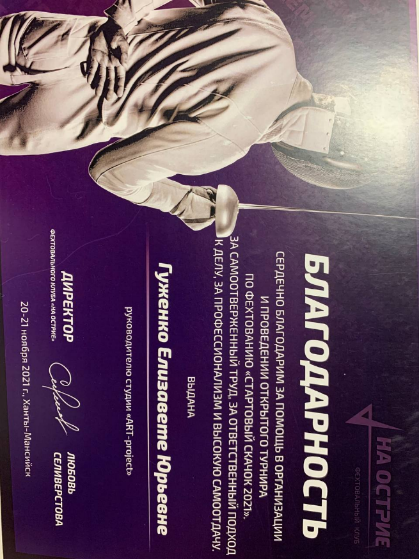 НА ОСТРИЕ
ФЕХТОВАЛЬНЫЙ КЛУБ
БЛАГОДАРНОСТЬ
СЕРДЕЧНО БЛАГОДАРИМ ЗА ПОМОЩЬ В ОРГАНИЗАЦИИ
И ПРОВЕДЕНИИ ОТКРЫТОГО ТУРНИРА
ПО ФЕХТОВАНИЮ «СТАРТОВЫЙ СКАЧОК 2021».
ЗА САМООТВЕРЖЕННЫЙ ТРУД, ЗА ОТВЕТСТВЕННЫЙ ПОДХОД
К ДЕЛУ, ЗА ПРОФЕССИОНАЛИЗМ И ВЫСОКУЮ САМООТДАЧУ.
ВЫДАНА
Гуженко Елизавете Юрьевне
руководителю студии «ART-project»
ДИРЕКТОР
ФЕХТОВАЛЬНОГО КЛУБА «НА ОСТРИЕ»
ЛЮБОВЬ
СЕЛИВЕРСТОВА
20-21 ноября 2021 г., Ханты-Мансийск